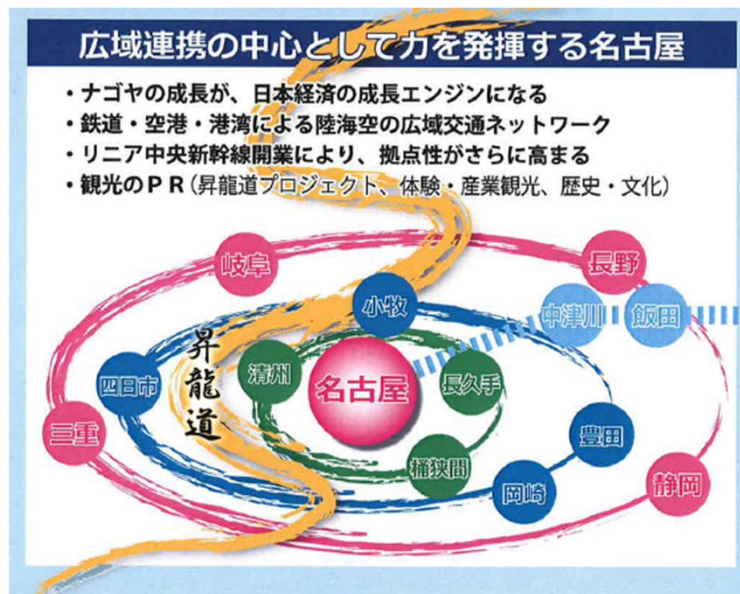 広域連携の中心として力を発揮する名古屋
・ナゴヤの成長が、日本経済の成長エンジンになる
・鉄道・空港・港湾による陸海空の広域交通ネットワーク
・リニア中央新幹線開業により、拠点性がさらに高まる
・観光のPR（昇龍道プロジェクト、体験・産業観光、歴史・文化）
岐阜
長野
小牧
中津川
飯田
昇龍道
四日市
清州
名古屋
長久手
三重
豊田
桶狭間
岡崎
静岡